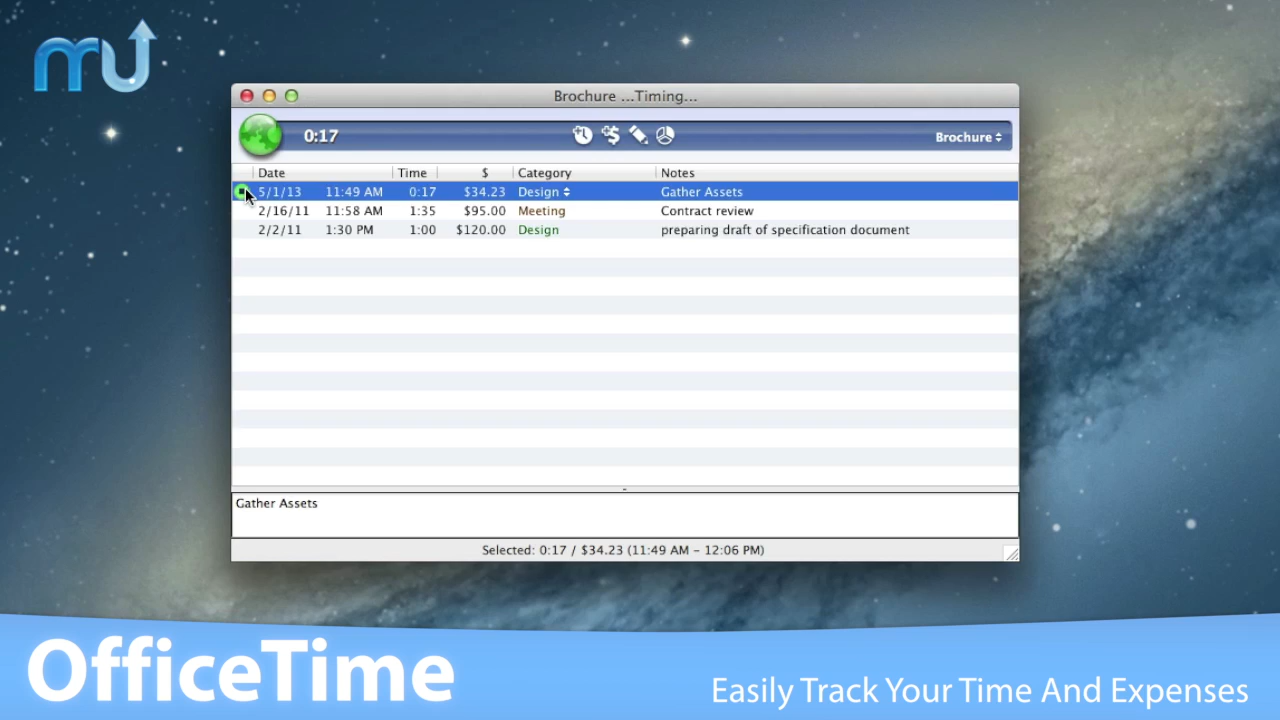 mu
Brochure ...Timing...
0:17
Brochure
Date Time $ Category Notes
5/1/13 11:49 AM 0:17 $34.23 Design Gather Assets
2/16/11 11:58 AM 1:35 $95.00 Meeting Contract review
2/2/11 1:30 PM 1:00 $120.00 Design preparing draft of specification document
Gather Assets
Selected: 0:17 / $34.23 (11:49 AM – 12:06 PM)
OfficeTime
Easily Track Your Time And Expenses